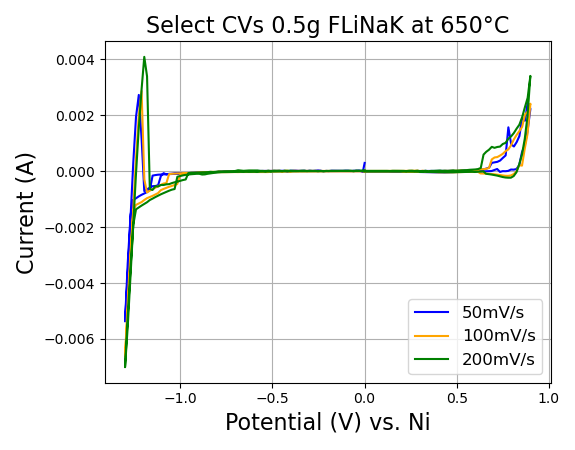 Select CVs 0.5g FLiNaK at 650°C
Current (A)
0.004
0.002
0.000
−0.002
−0.004
−0.006
50mV/s
100mV/s
200mV/s
−1.0
−0.5
0.0
0.5
1.0
Potential (V) vs. Ni